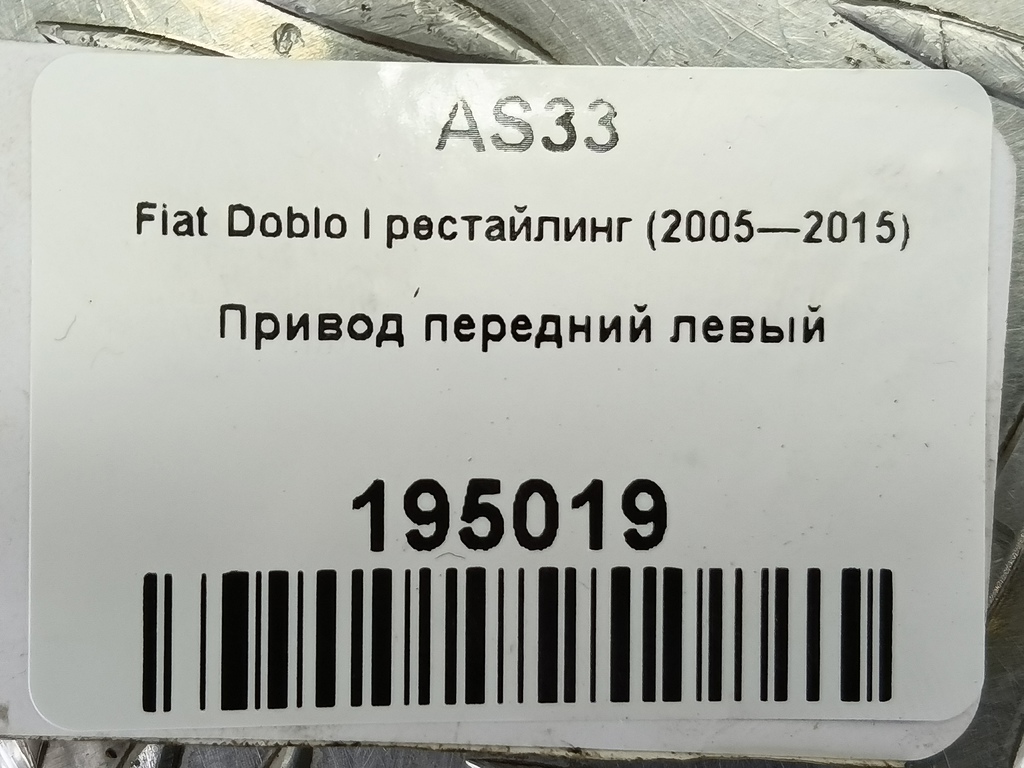 AS33
Fiat Doblo I рестайлинг (2005—2015)
Привод передний левый
195019